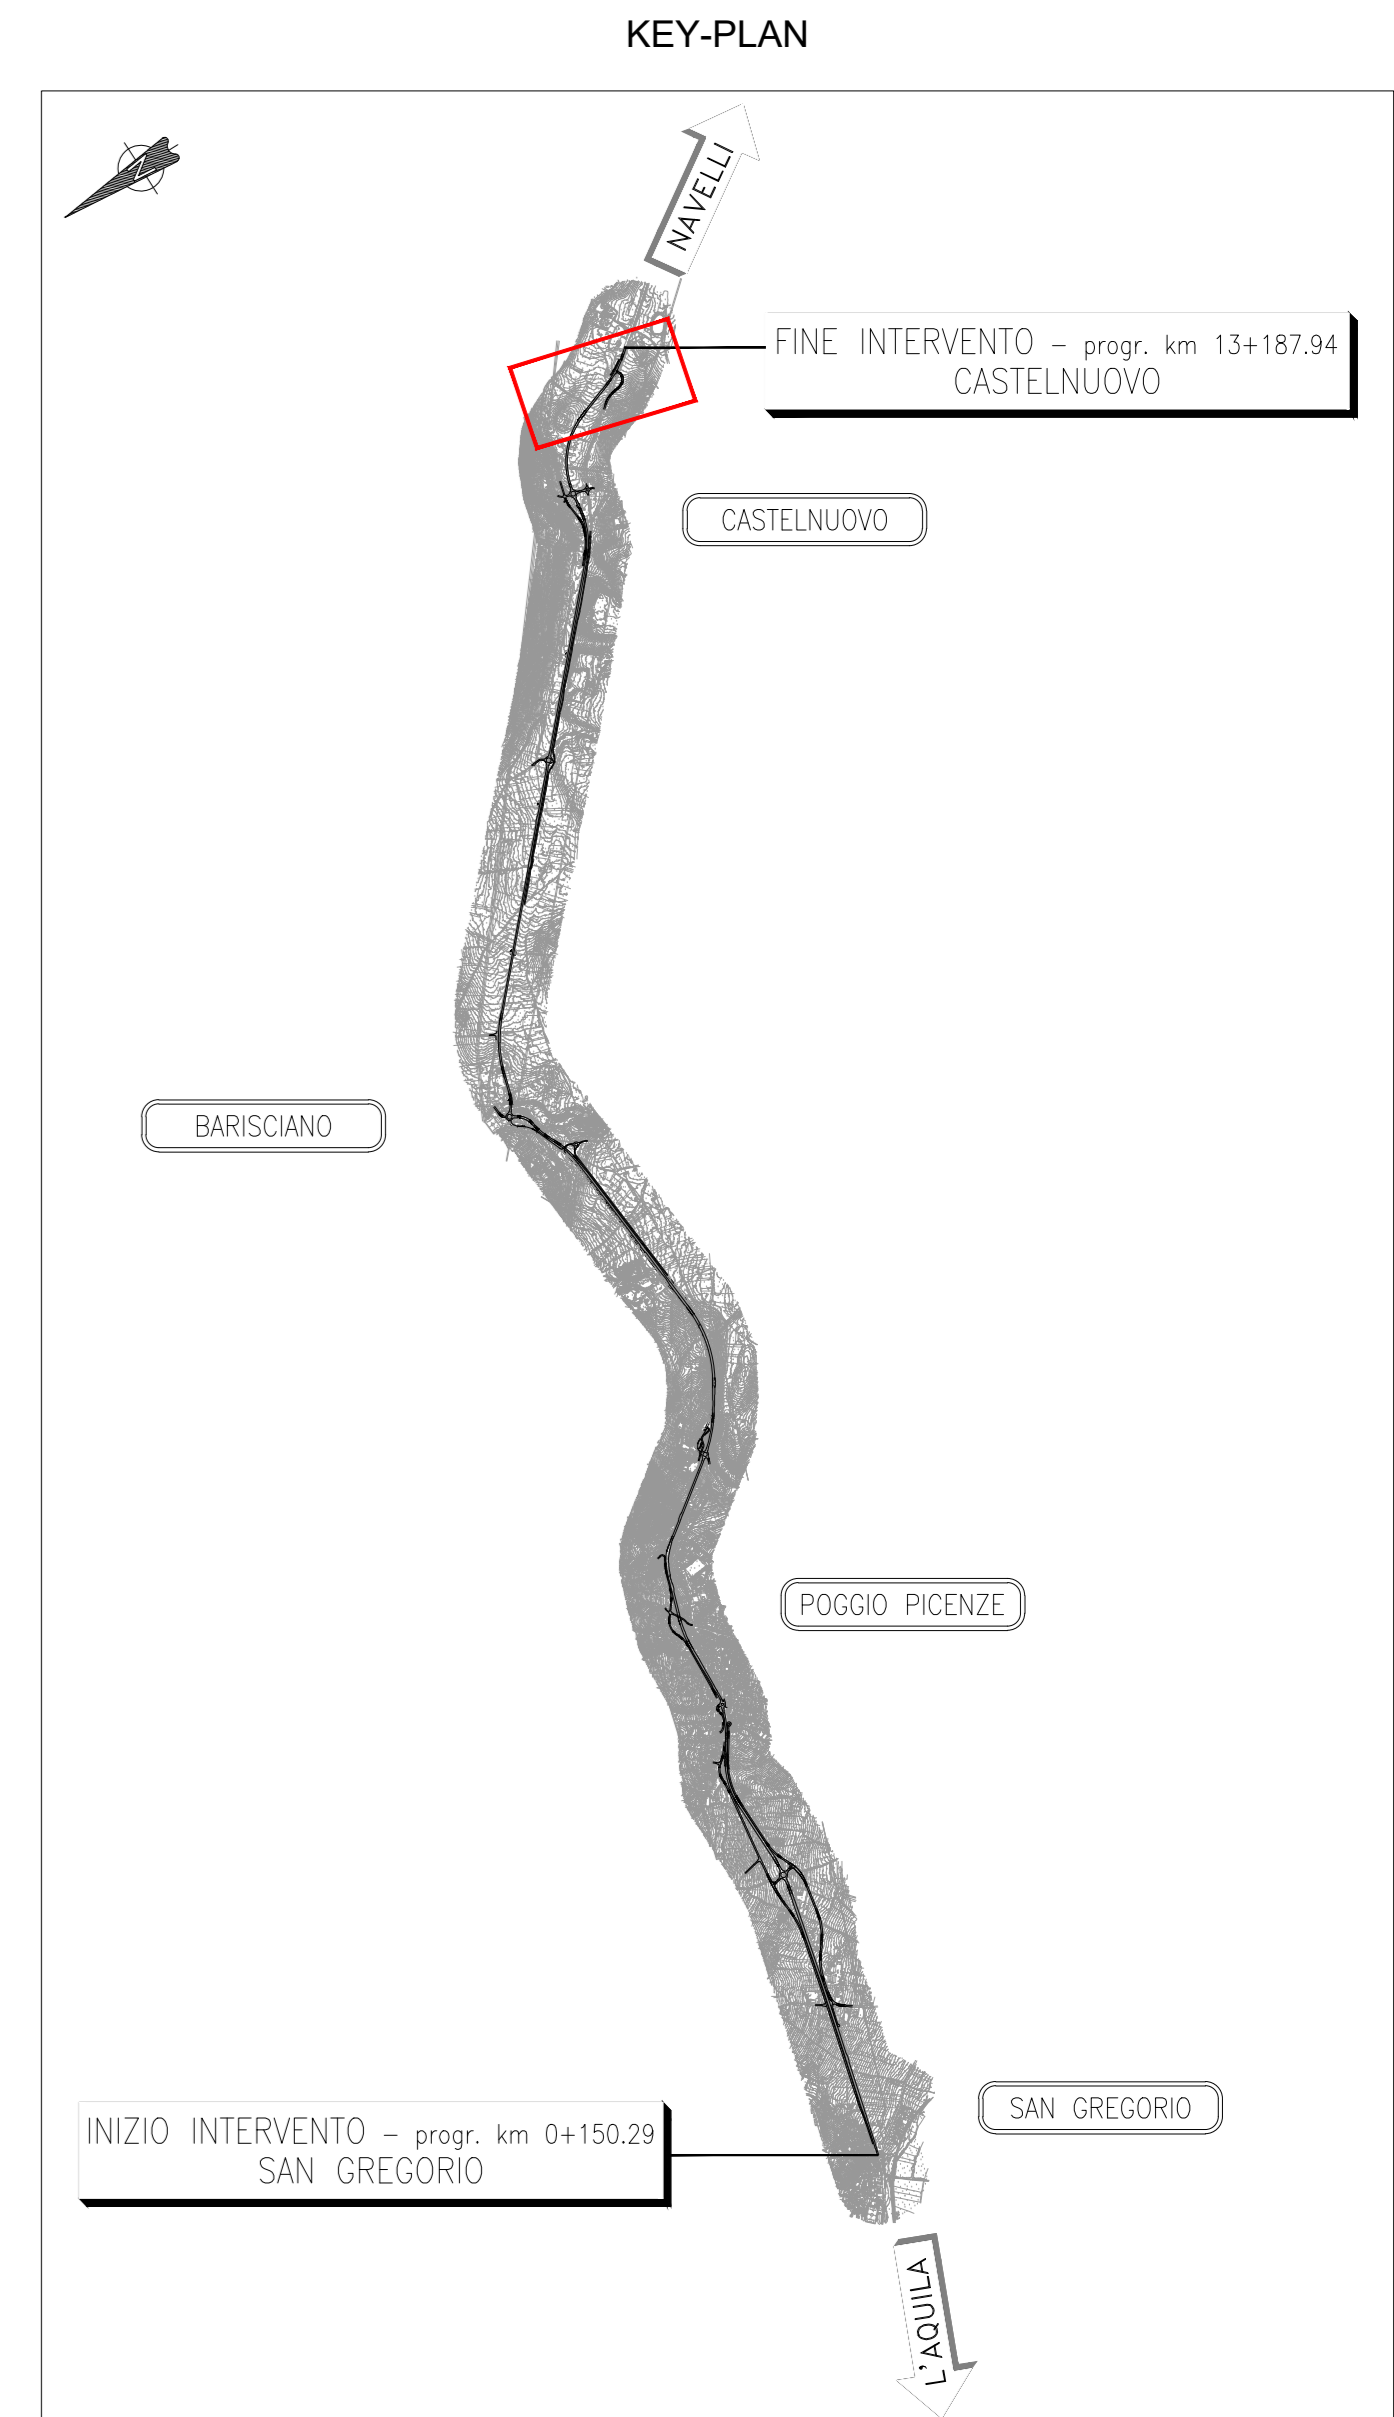 KEY-PLAN
N
NAVELLI
FINE INTERVENTO – progr. km 13+187.94
CASTELNUOVO
CASTELNUOVO
BARISCIANO
POGGIO PICENZE
SAN GREGORIO
INIZIO INTERVENTO – progr. km 0+150.29
SAN GREGORIO
L'AQUILA